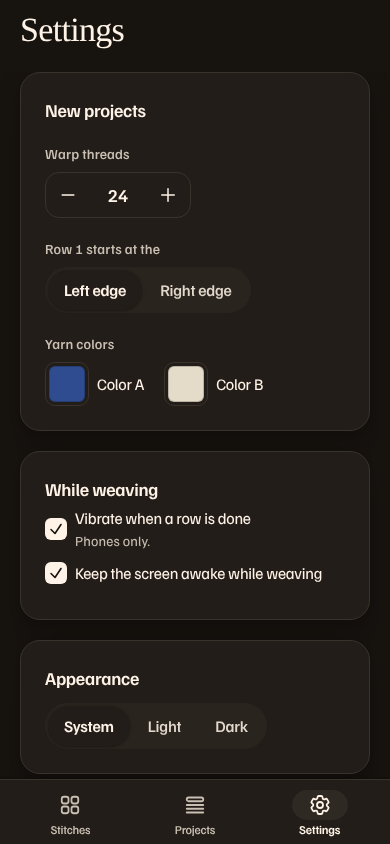 Settings
New projects
Warp threads
− 24 +
Row 1 starts at the
Left edge Right edge
Yarn colors
Color A Color B
While weaving
Vibrate when a row is done
Phones only.
Keep the screen awake while weaving
Appearance
System Light Dark
Stitches Projects Settings